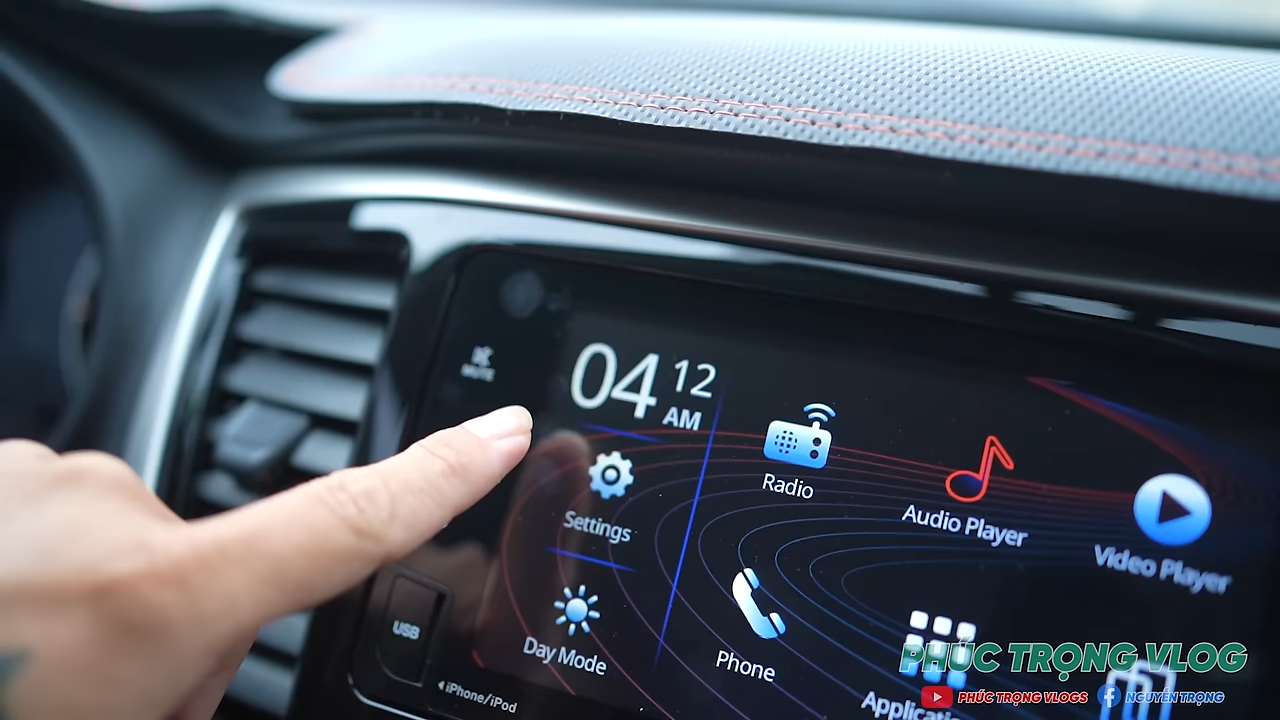 MUTE
04 12
AM
Settings
Day Mode
USB
iPhone/iPod
Radio
Audio Player
Video Player
Phone
PHÚC TRỌNG VLOG
PHÚC TRỌNG VLOGS
NGUYỄN TRỌNG